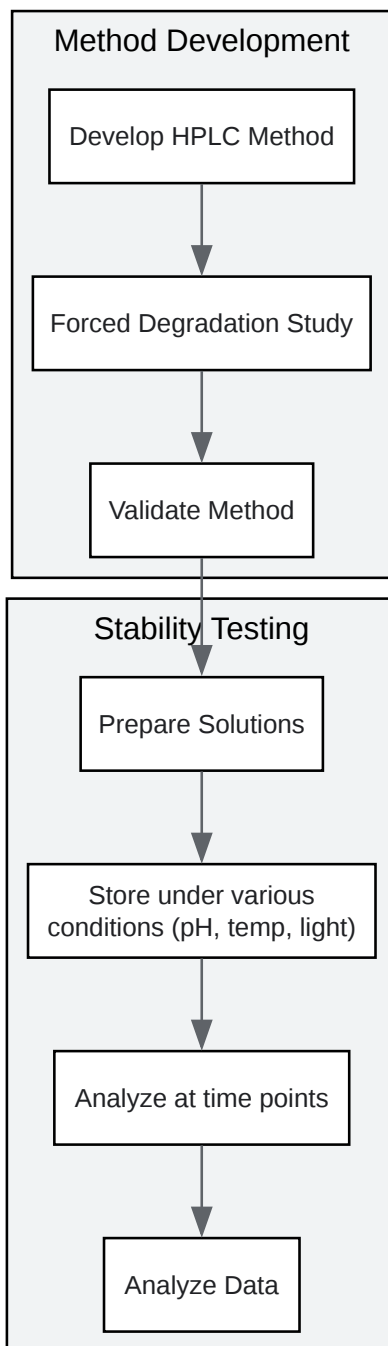 Method Development
Develop HPLC Method
Forced Degradation Study
Validate Method
Stability Testing
Prepare Solutions
Store under various
conditions (pH, temp, light)
Analyze at time points
Analyze Data